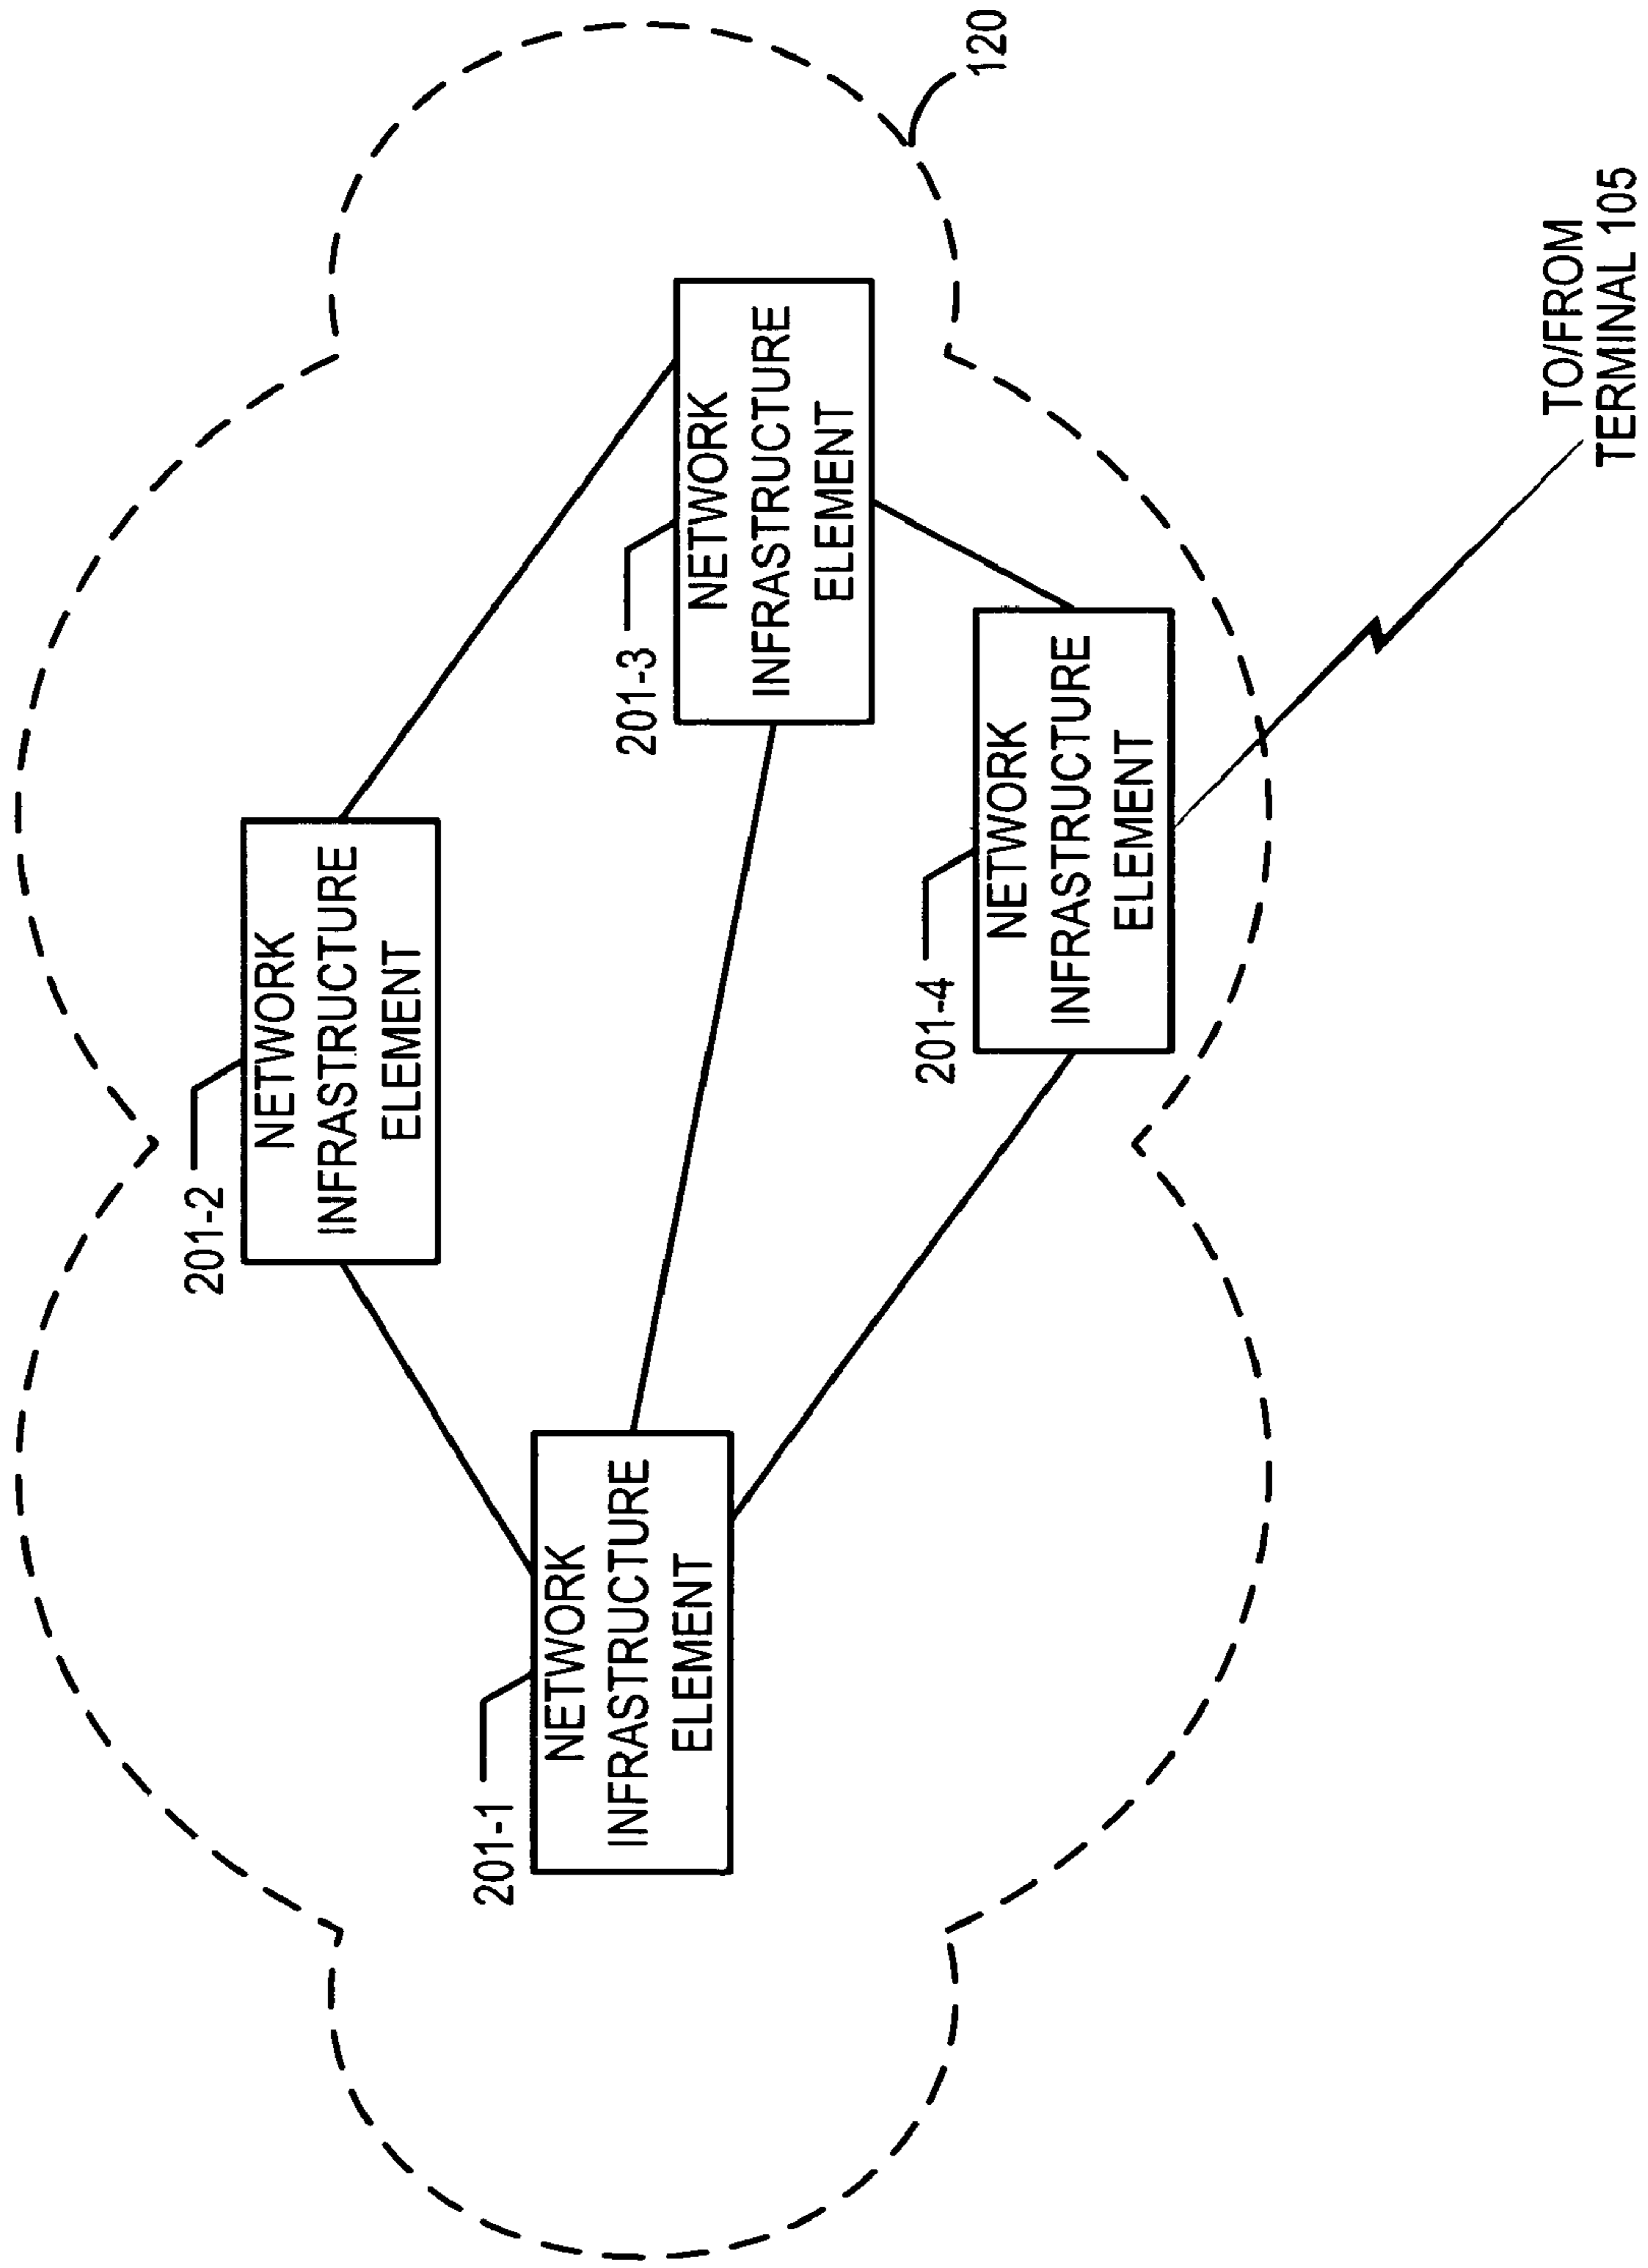 201-2
NETWORK
INFRASTRUCTURE
ELEMENT
201-1
NETWORK
INFRASTRUCTURE
ELEMENT
201-3
NETWORK
INFRASTRUCTURE
ELEMENT
201-4
NETWORK
INFRASTRUCTURE
ELEMENT
120
TO/FROM
TERMINAL 105